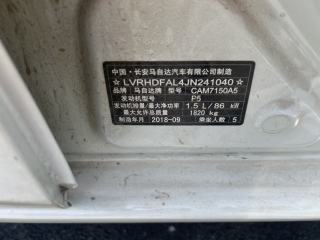 中国·长安马自达汽车有限公司制造
★LVRHDFAL4JN241040★
品牌 马自达牌 型号 CAM7150A5
发动机型号 P5
发动机排量/最大净功率 1.5 L/86 kW
最大允许总质量 1820 kg
制造年月 2018-09 乘坐人数 5